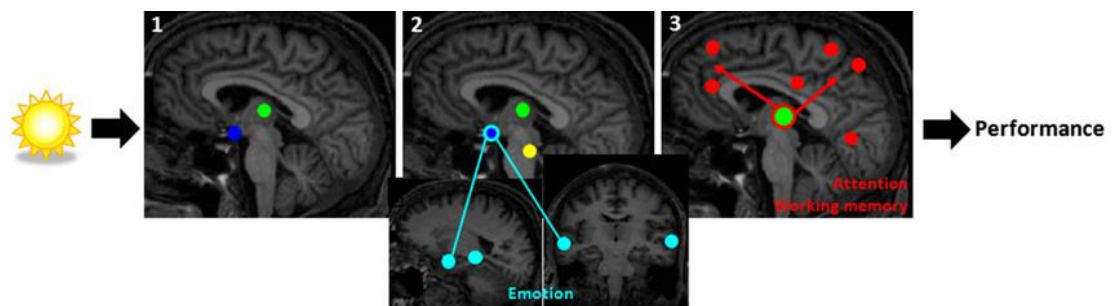 1
2
3
Performance
Attention
Working memory
Emotion